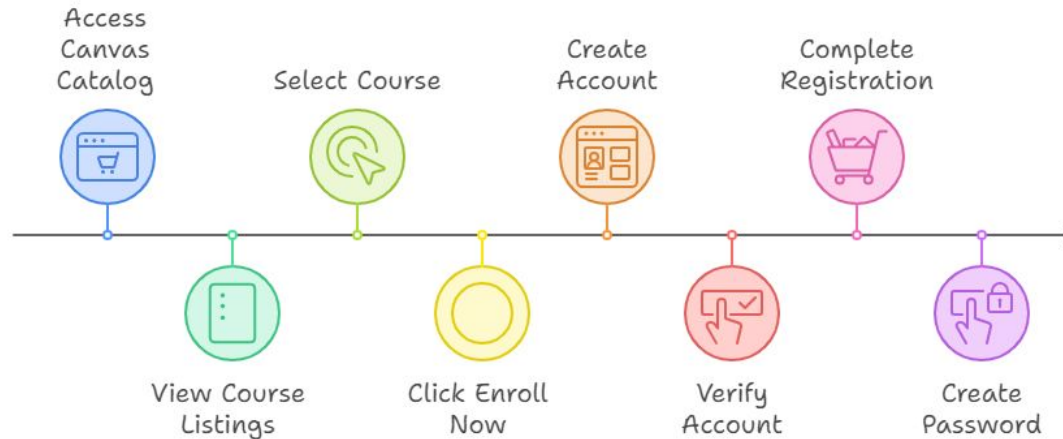 Access
Canvas
Catalog
View Course
Listings
Select Course
Click Enroll
Now
Create
Account
Verify
Account
Complete
Registration
Create
Password